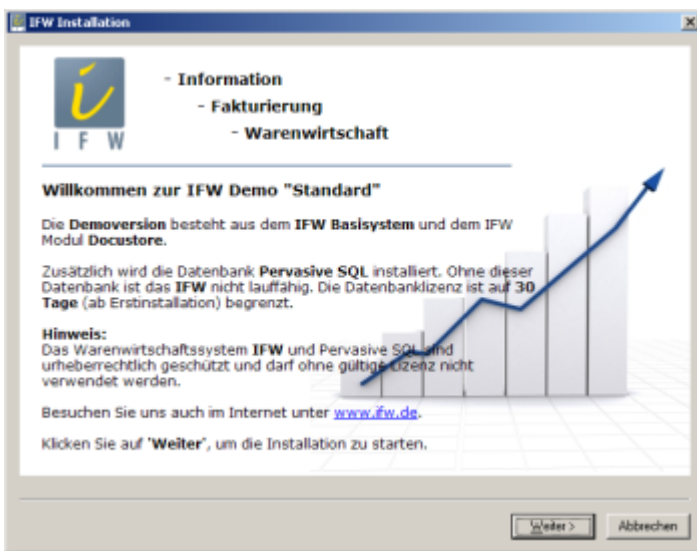 IFW Installation
- Information
- Fakturierung
- Warenwirtschaft
I F W
Willkommen zur IFW Demo "Standard"
Die Demoversion besteht aus dem IFW Basisystem und dem IFW
Modul Docustore.
Zusätzlich wird die Datenbank Pervasive SQL installiert. Ohne dieser
Datenbank ist das IFW nicht lauffähig. Die Datenbanklizenz ist auf 30
Tage (ab Erstinstallation) begrenzt.
Hinweis:
Das Warenwirtschaftssystem IFW und Pervasive SQL sind
urheberrechtlich geschützt und darf ohne gültige Lizenz nicht
verwendet werden.
Besuchen Sie uns auch im Internet unter www.ifw.de.
Klicken Sie auf 'Weiter', um die Installation zu starten.
Weiter > Abbrechen